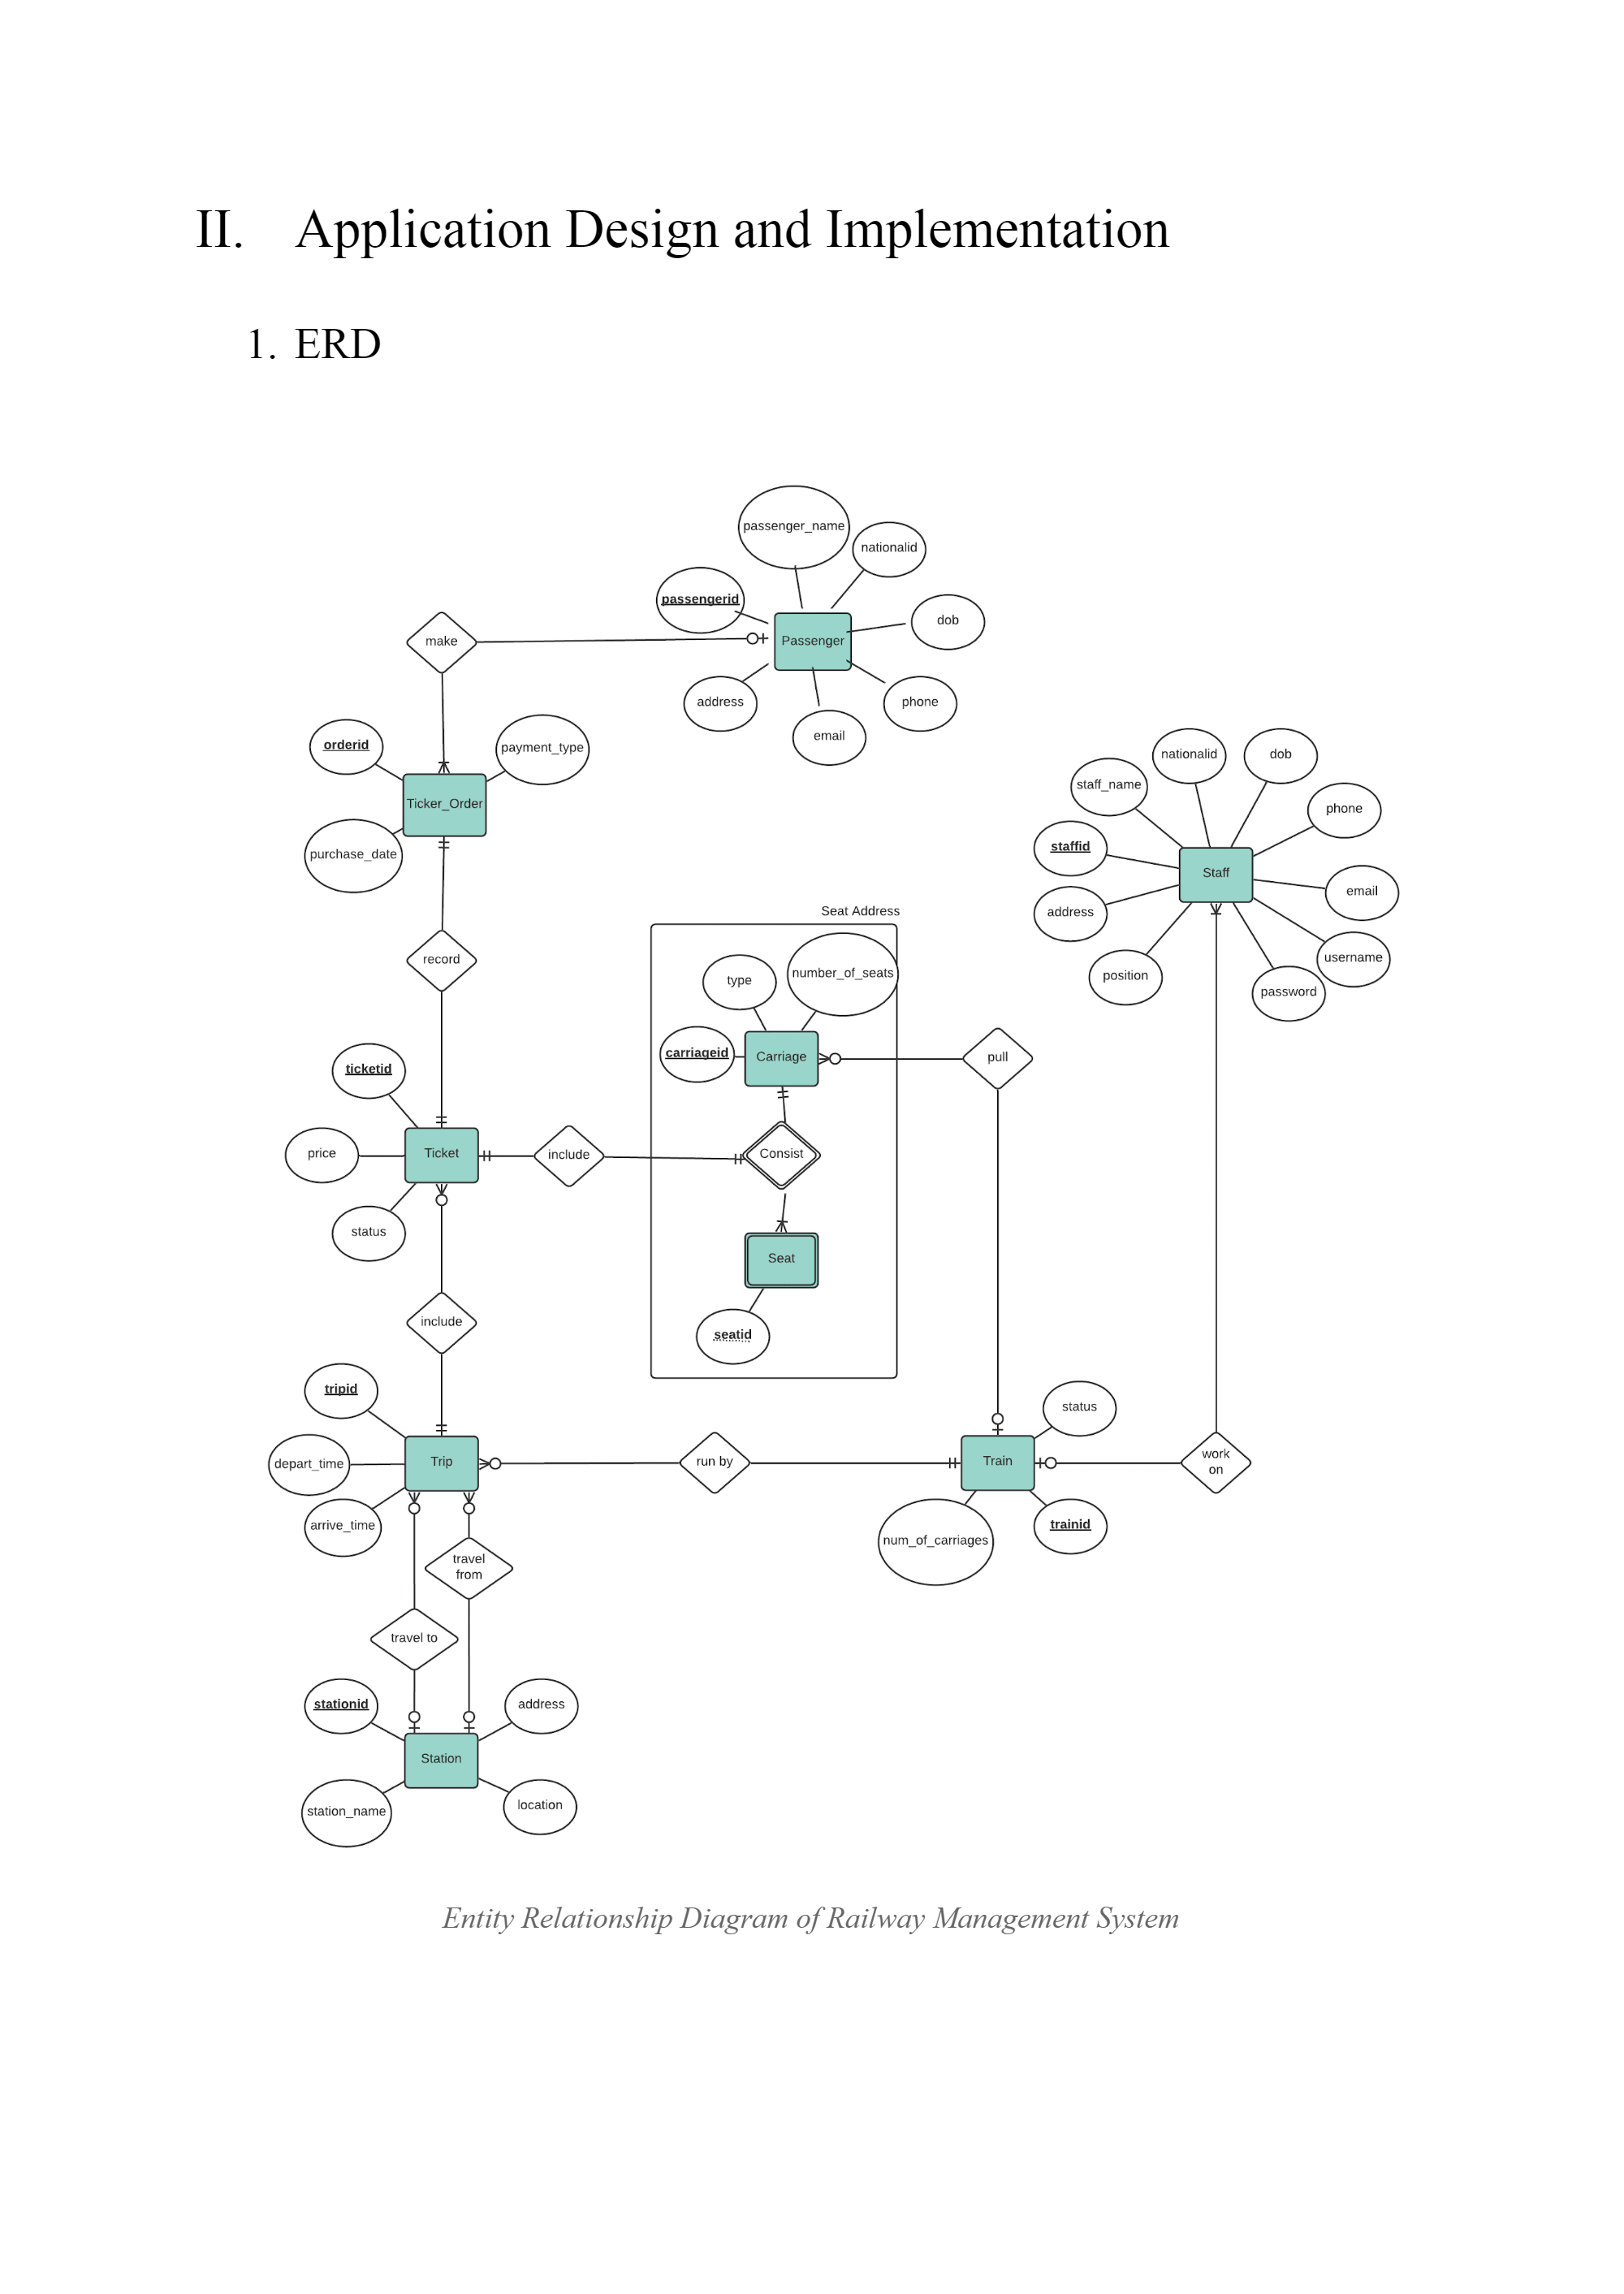 II. Application Design and Implementation
1. ERD
passenger_name
nationalid
passengerid
dob
make
Passenger
address
phone
email
orderid
payment_type
Ticker_Order
purchase_date
nationalid
dob
staff_name
phone
staffid
Staff
email
address
username
position
password
record
Seat Address
type
number_of_seats
carriageid
Carriage
pull
ticketid
price
Ticket
include
Consist
status
Seat
seatid
include
tripid
status
depart_time
Trip
run by
Train
work
on
arrive_time
num_of_carriages
trainid
travel
from
travel to
stationid
address
Station
station_name
location
Entity Relationship Diagram of Railway Management System